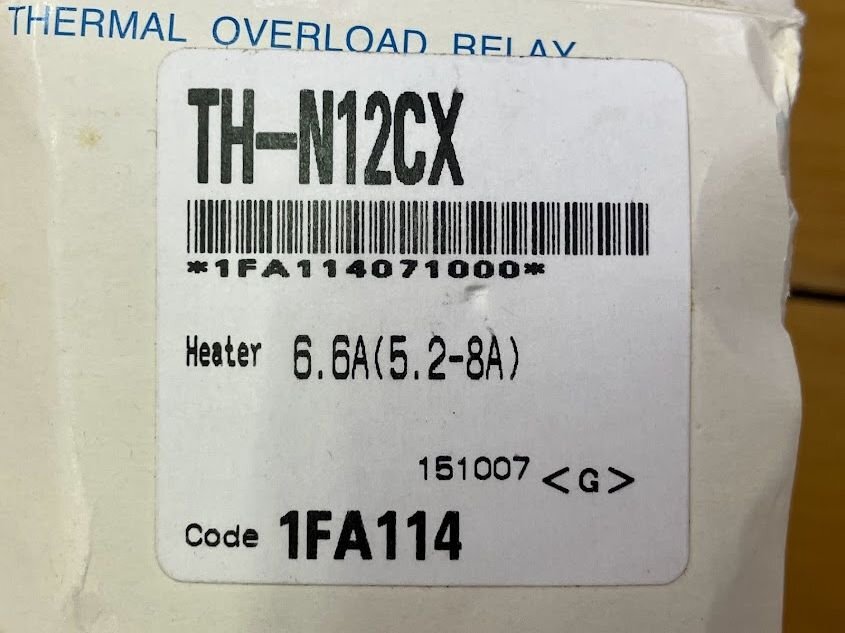 THERMAL OVERLOAD RELAY
TH-N12CX
*1FA114071000*
Heater 6.6A(5.2-8A)
151007 <G>
Code 1FA114